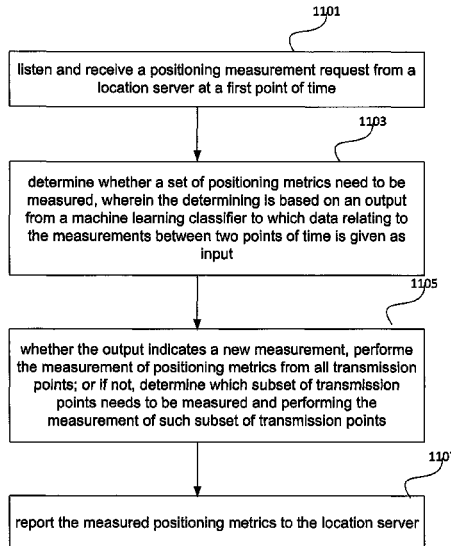 1101
listen and receive a positioning measurement request from a
location server at a first point of time
1103
determine whether a set of positioning metrics need to be
measured, wherein the determining is based on an output
from a machine learning classifier to which data relating to
the measurements between two points of time is given as
input
1105
whether the output indicates a new measurement, performe
the measurement of positioning metrics from all transmission
points; or if not, determine which subset of transmission
points needs to be measured and performing the
measurement of such subset of transmission points
report the measured positioning metrics to the location server